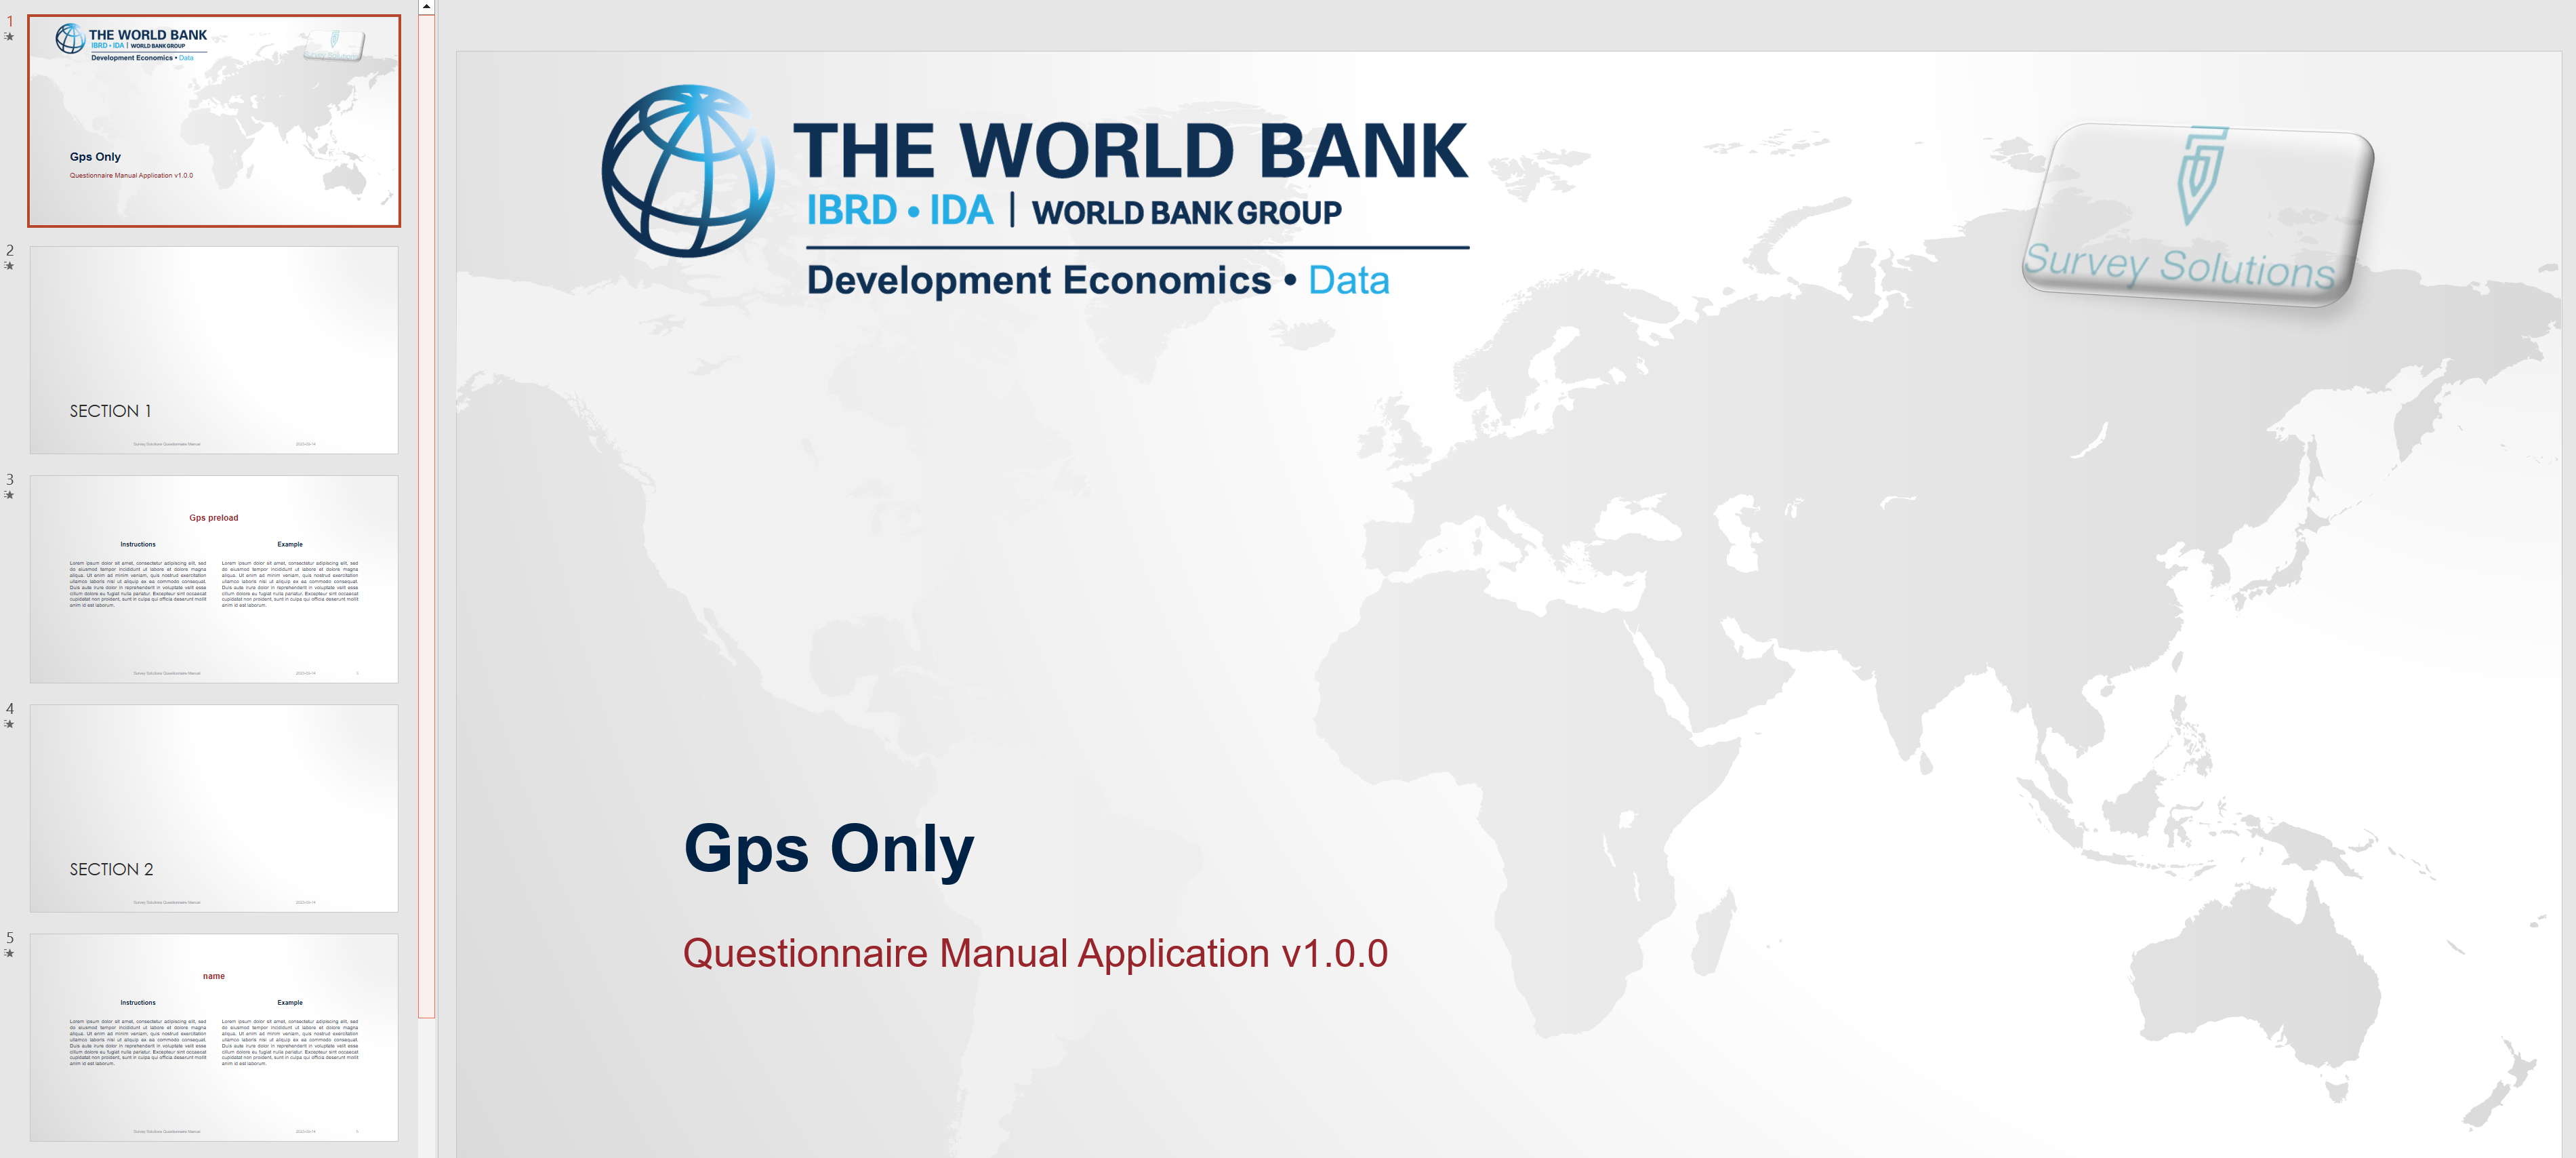 1
THE WORLD BANK
IBRD • IDA | WORLD BANK GROUP
Development Economics • Data
Gps Only
Questionnaire Manual Application v1.0.0
2
SECTION 1
Survey Solutions Questionnaire Manual
3
Gps preload
Instructions
Lorem ipsum dolor sit amet, consectetur adipiscing elit, sed
do eiusmod tempor incididunt ut labore et dolore magna
aliqua. Ut enim ad minim veniam, quis nostrud exercitation
ullamco laboris nisi ut aliquip ex ea commodo consequat.
Duis aute irure dolor in reprehenderit in voluptate velit esse
cillum dolore eu fugiat nulla pariatur. Excepteur sint occaecat
cupidatat non proident, sunt in culpa qui officia deserunt mollit
anim id est laborum.
Example
Lorem ipsum dolor sit amet, consectetur adipiscing elit, sed
do eiusmod tempor incididunt ut labore et dolore magna
aliqua. Ut enim ad minim veniam, quis nostrud exercitation
ullamco laboris nisi ut aliquip ex ea commodo consequat.
Duis aute irure dolor in reprehenderit in voluptate velit esse
cillum dolore eu fugiat nulla pariatur. Excepteur sint occaecat
cupidatat non proident, sunt in culpa qui officia deserunt mollit
anim id est laborum.
Survey Solutions Questionnaire Manual
4
SECTION 2
Survey Solutions Questionnaire Manual
5
name
Instructions
Lorem ipsum dolor sit amet, consectetur adipiscing elit, sed
do eiusmod tempor incididunt ut labore et dolore magna
aliqua. Ut enim ad minim veniam, quis nostrud exercitation
ullamco laboris nisi ut aliquip ex ea commodo consequat.
Duis aute irure dolor in reprehenderit in voluptate velit esse
cillum dolore eu fugiat nulla pariatur. Excepteur sint occaecat
cupidatat non proident, sunt in culpa qui officia deserunt mollit
anim id est laborum.
Example
Lorem ipsum dolor sit amet, consectetur adipiscing elit, sed
do eiusmod tempor incididunt ut labore et dolore magna
aliqua. Ut enim ad minim veniam, quis nostrud exercitation
ullamco laboris nisi ut aliquip ex ea commodo consequat.
Duis aute irure dolor in reprehenderit in voluptate velit esse
cillum dolore eu fugiat nulla pariatur. Excepteur sint occaecat
cupidatat non proident, sunt in culpa qui officia deserunt mollit
anim id est laborum.
Survey Solutions Questionnaire Manual
THE WORLD BANK
IBRD • IDA | WORLD BANK GROUP
Development Economics • Data
Survey Solutions
Gps Only
Questionnaire Manual Application v1.0.0